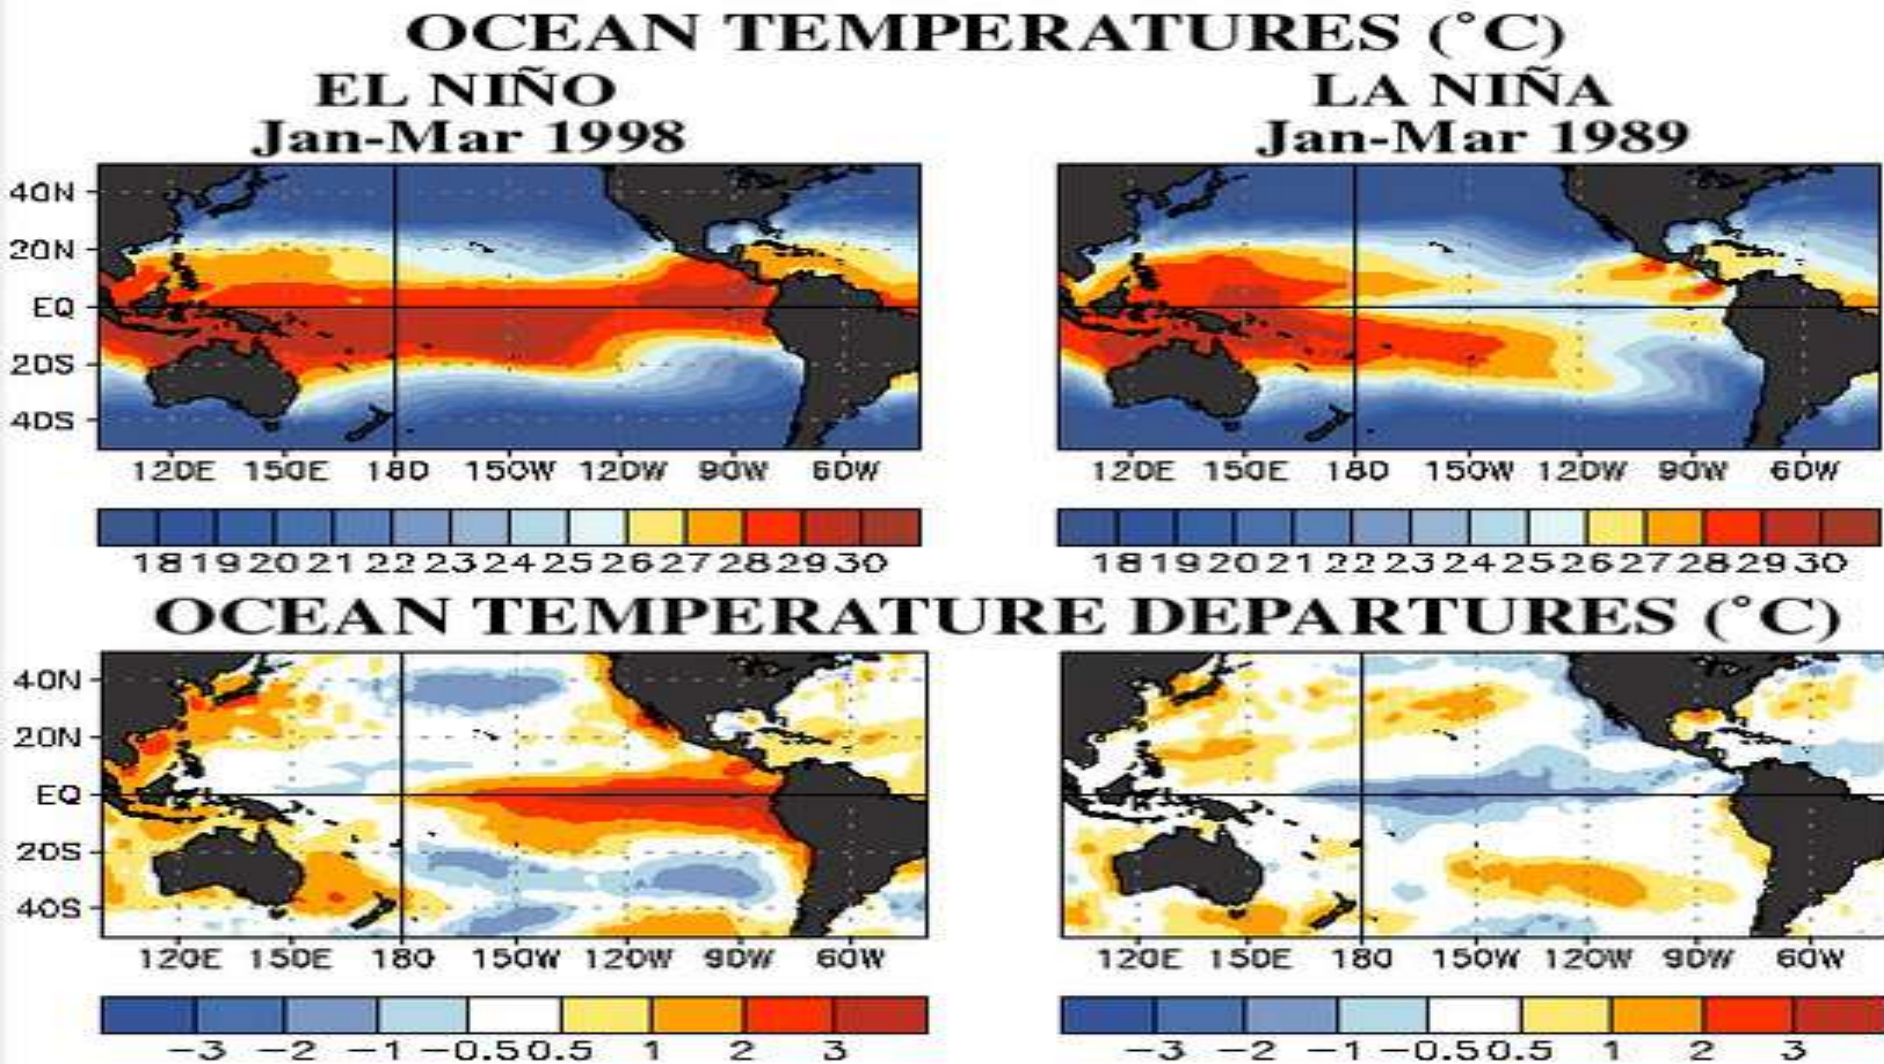 OCEAN TEMPERATURES (°C)
EL NIÑO
Jan-Mar 1998
LA NIÑA
Jan-Mar 1989
40N
20N
EQ
20S
40S
120E 150E 180 150W 120W 90W 60W
120E 150E 180 150W 120W 90W 60W
18 19 20 21 22 23 24 25 26 27 28 29 30
18 19 20 21 22 23 24 25 26 27 28 29 30
OCEAN TEMPERATURE DEPARTURES (°C)
40N
20N
EQ
20S
40S
120E 150E 180 150W 120W 90W 60W
120E 150E 180 150W 120W 90W 60W
-3 -2 -1 -0.5 0.5 1 2 3
-3 -2 -1 -0.5 0.5 1 2 3